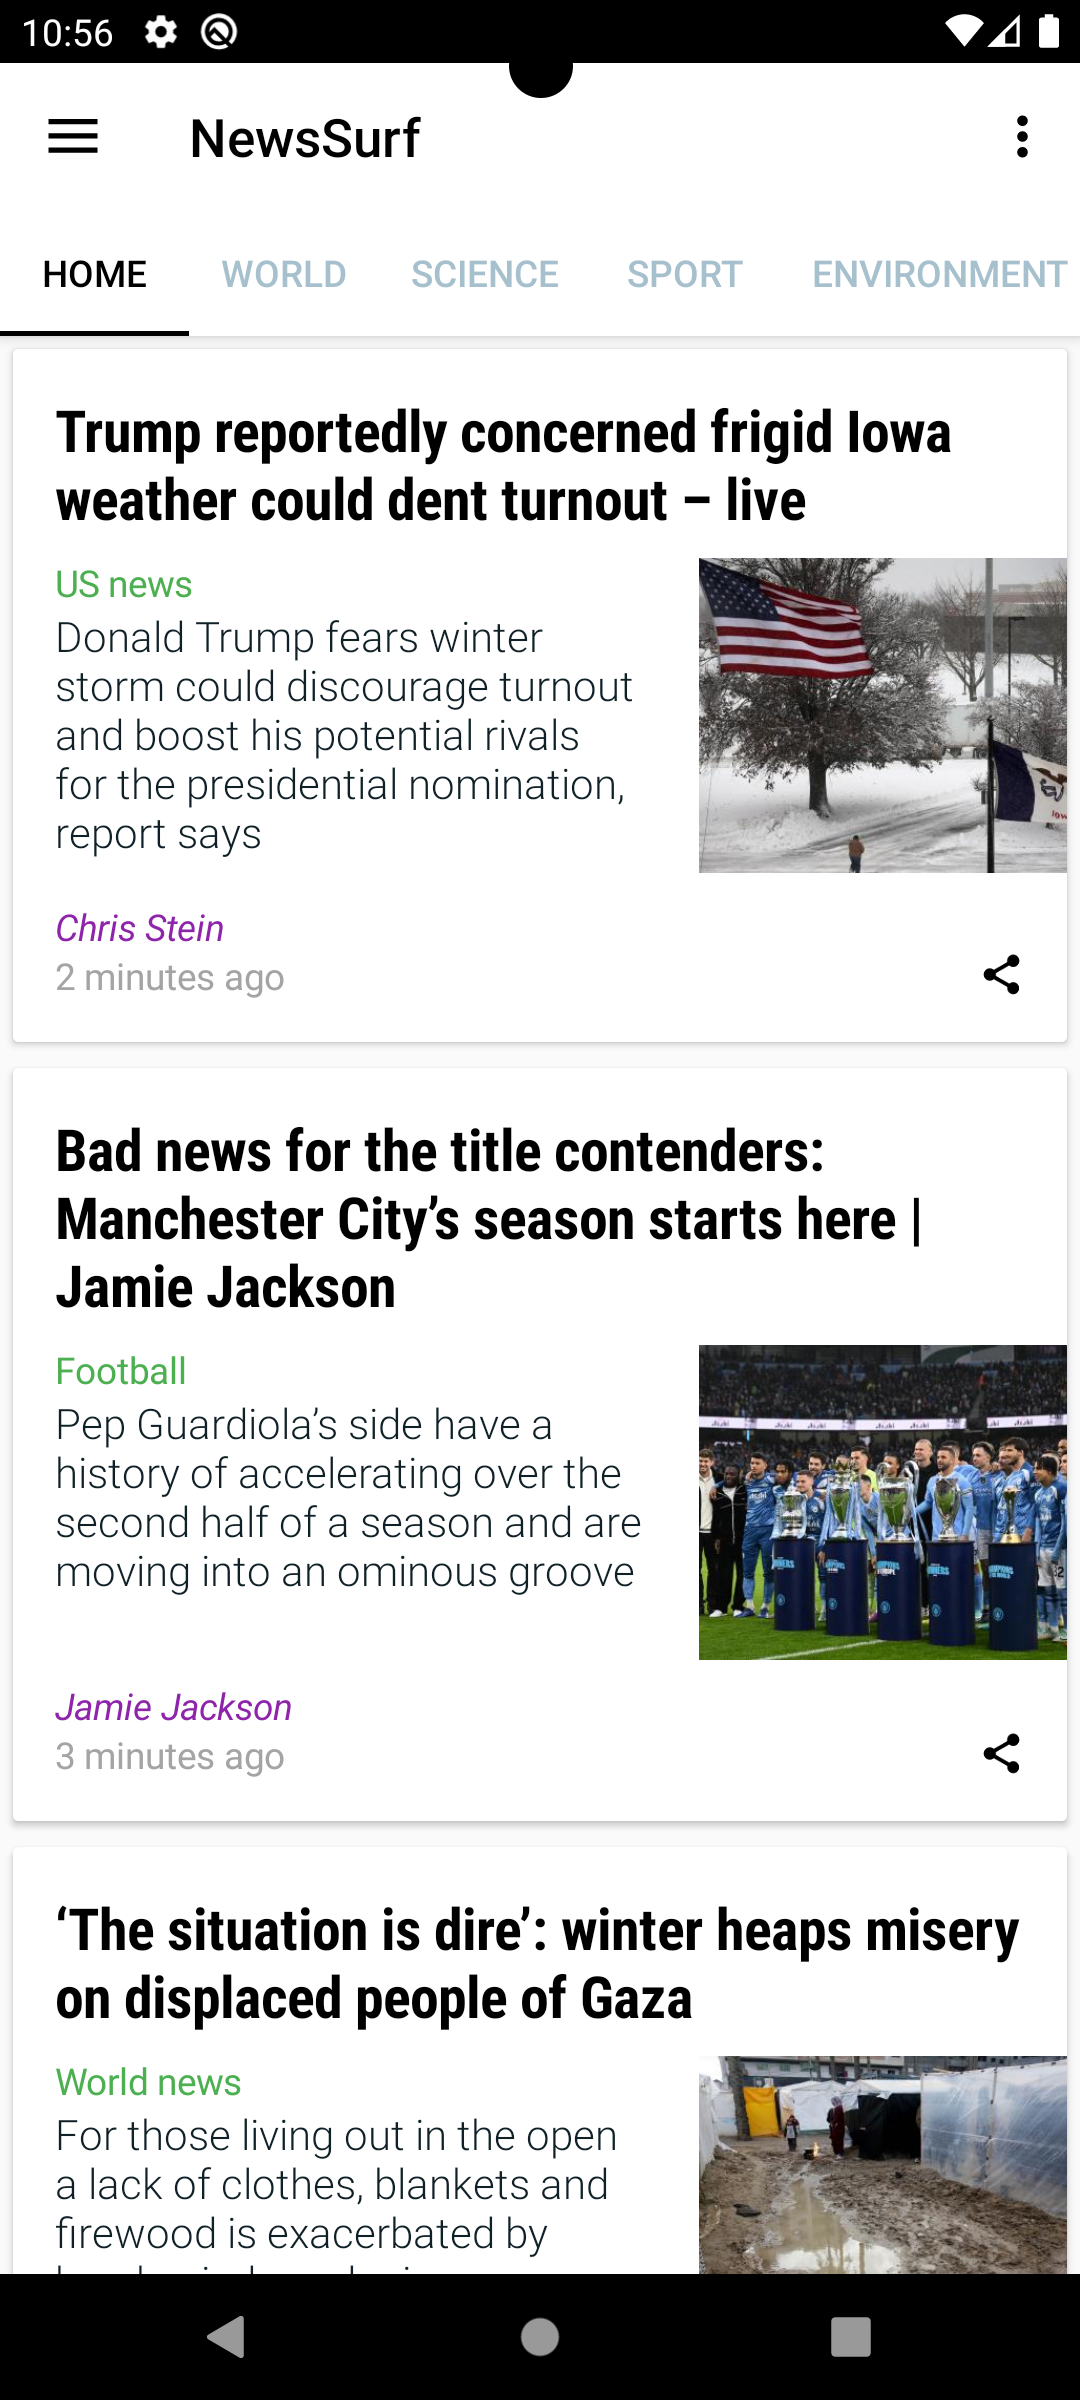 10:56
NewsSurf
HOME WORLD SCIENCE SPORT ENVIRONMENT
Trump reportedly concerned frigid Iowa
weather could dent turnout – live
US news
Donald Trump fears winter
storm could discourage turnout
and boost his potential rivals
for the presidential nomination,
report says
Chris Stein
2 minutes ago
Bad news for the title contenders:
Manchester City’s season starts here |
Jamie Jackson
Football
Pep Guardiola’s side have a
history of accelerating over the
second half of a season and are
moving into an ominous groove
Jamie Jackson
3 minutes ago
‘The situation is dire’: winter heaps misery
on displaced people of Gaza
World news
For those living out in the open
a lack of clothes, blankets and
firewood is exacerbated by